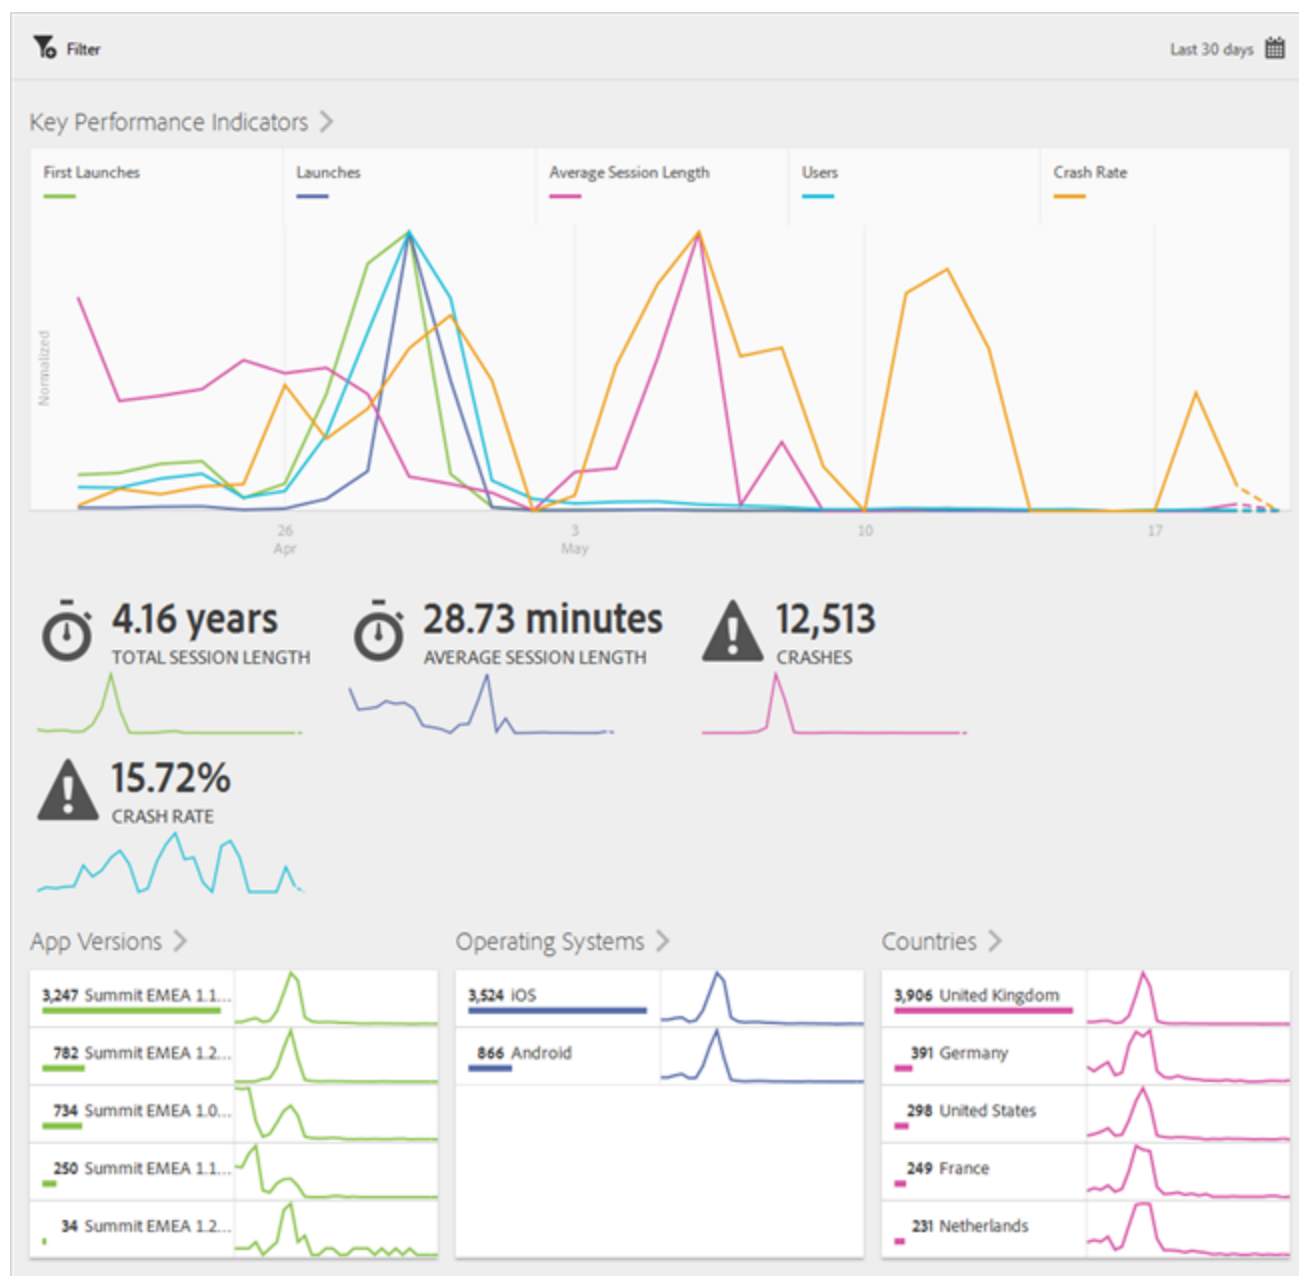 Filter
Last 30 days
Key Performance Indicators
First Launches
Launches
Average Session Length
Users
Crash Rate
Normalized
26
Apr
3
May
10
17
4.16 years
TOTAL SESSION LENGTH
28.73 minutes
AVERAGE SESSION LENGTH
12,513
CRASHES
15.72%
CRASH RATE
App Versions
3,247 Summit EMEA 1.1...
782 Summit EMEA 1.2...
734 Summit EMEA 1.0...
250 Summit EMEA 1.1...
34 Summit EMEA 1.2...
Operating Systems
3,524 iOS
866 Android
Countries
3,906 United Kingdom
391 Germany
298 United States
249 France
231 Netherlands